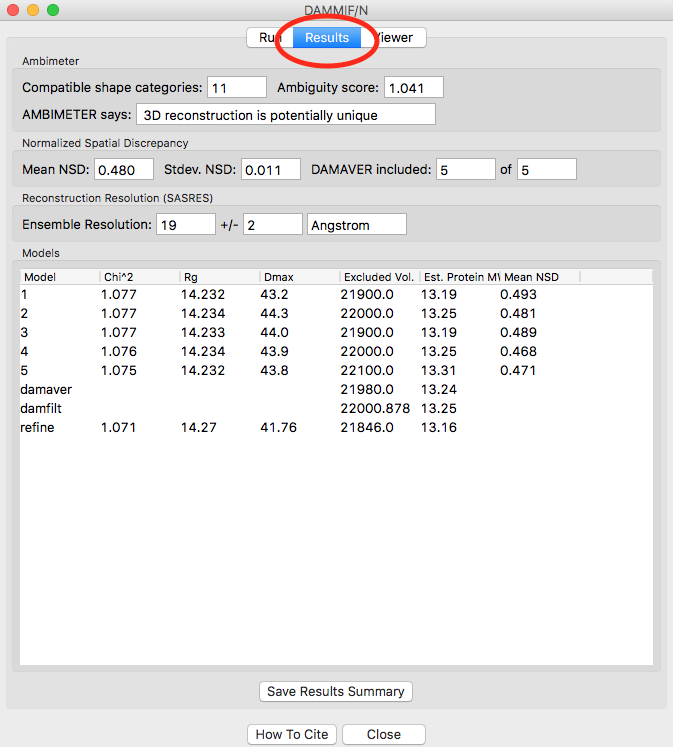 DAMMIF/N
Run Results Viewer
Ambimeter
Compatible shape categories: 11 Ambiguity score: 1.041
AMBIMETER says: 3D reconstruction is potentially unique
Normalized Spatial Discrepancy
Mean NSD: 0.480 Stdev. NSD: 0.011 DAMAVER included: 5 of 5
Reconstruction Resolution (SASRES)
Ensemble Resolution: 19 +/- 2 Angstrom
Models
Model Chi^2 Rg Dmax Excluded Vol. Est. Protein MW Mean NSD
1 1.077 14.232 43.2 21900.0 13.19 0.493
2 1.077 14.234 44.3 22000.0 13.25 0.481
3 1.077 14.233 44.0 21900.0 13.19 0.489
4 1.076 14.234 43.9 22000.0 13.25 0.468
5 1.075 14.232 43.8 22100.0 13.31 0.471
damaver 21980.0 13.24
damfilt 22000.878 13.25
refine 1.071 14.27 41.76 21846.0 13.16
Save Results Summary
How To Cite Close